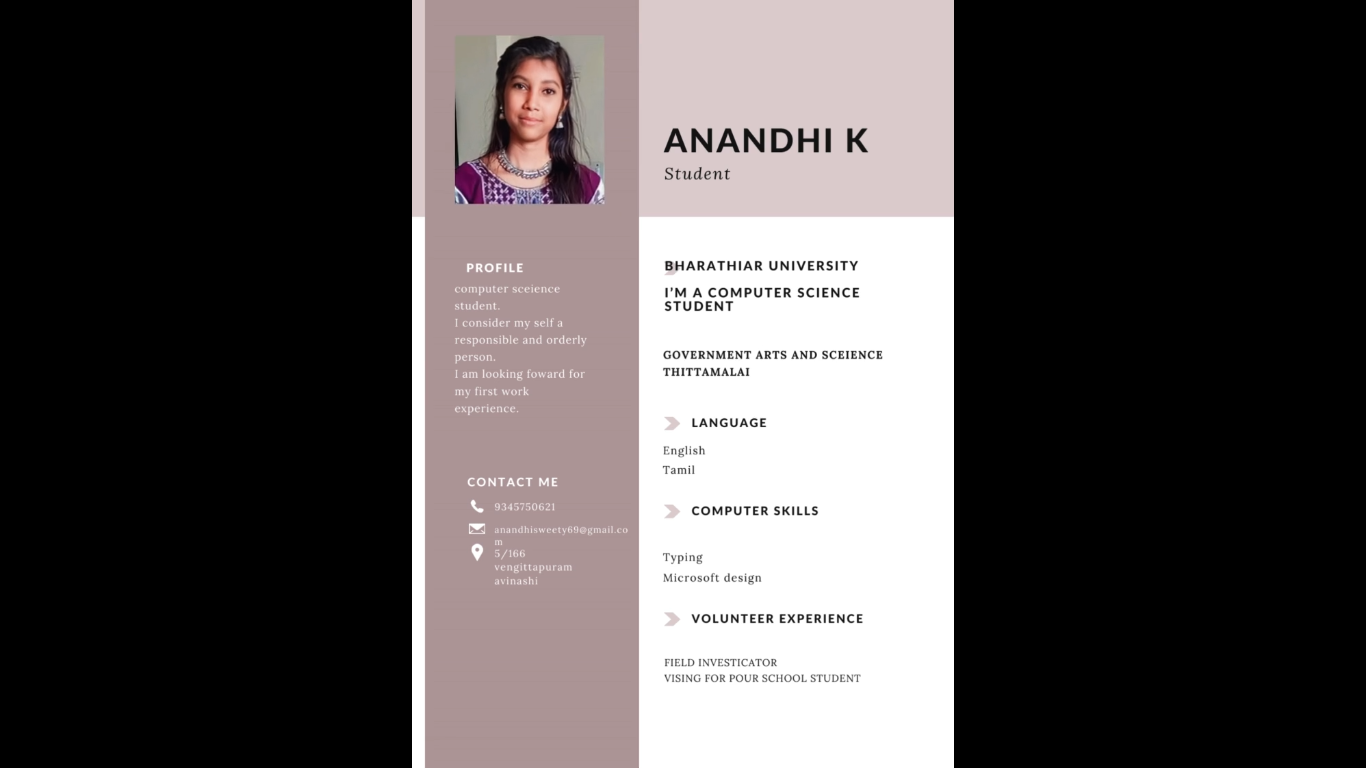 ANANDHI K
Student
PROFILE
computer sceience
student.
I consider my self a
responsible and orderly
person.
I am looking foward for
my first work
experience.
CONTACT ME
9345750621
anandhisweety69@gmail.co
m
5/166
vengittapuram
avinashi
BHARATHIAR UNIVERSITY
I'M A COMPUTER SCIENCE
STUDENT
GOVERNMENT ARTS AND SCEIENCE
THITTAMALAI
LANGUAGE
English
Tamil
COMPUTER SKILLS
Typing
Microsoft design
VOLUNTEER EXPERIENCE
FIELD INVESTICATOR
VISING FOR POUR SCHOOL STUDENT